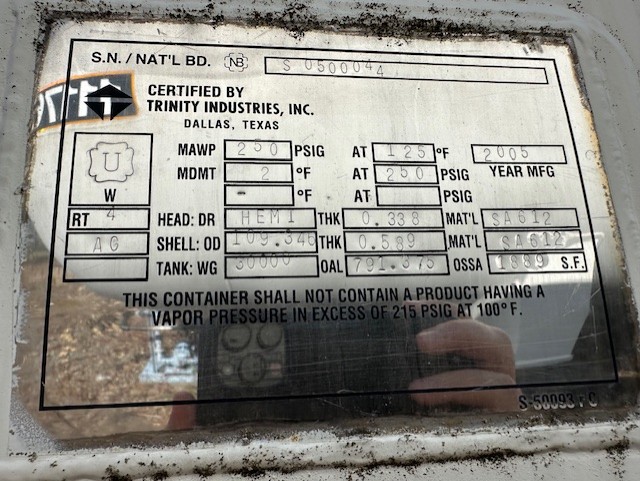 S.N. / NAT'L BD. NB S 0500044
CERTIFIED BY
TRINITY INDUSTRIES, INC.
DALLAS, TEXAS
U
W
MAWP 250 PSIG AT 125 °F 2005
MDMT 2 °F AT 250 PSIG YEAR MFG
°F AT PSIG
RT 4 HEAD: DR HEMI THK 0.338 MAT'L SA612
AG SHELL: OD 109.340 THK 0.589 MAT'L SA612
TANK: WG 30000 OAL 791.375 OSSA 1889 S.F.
THIS CONTAINER SHALL NOT CONTAIN A PRODUCT HAVING A
VAPOR PRESSURE IN EXCESS OF 215 PSIG AT 100°F.
S-50093-C